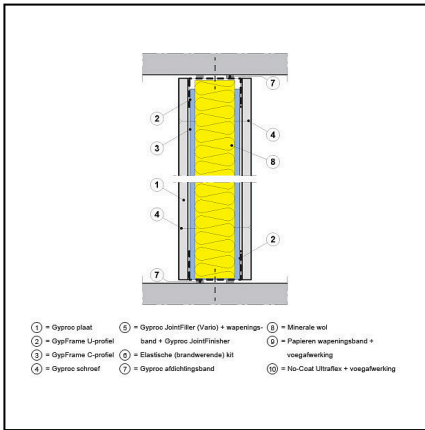 7
2
4
3
8
1
4
2
7
1 = Gyproc plaat
2 = GypFrame U-profiel
3 = GypFrame C-profiel
4 = Gyproc schroef
5 = Gyproc JointFiller (Vario) + wapenings-
band + Gyproc JointFinisher
6 = Elastische (brandwerende) kit
7 = Gyproc afdichtingsband
8 = Minerale wol
9 = Papieren wapeningsband +
voegafwerking
10 = No-Coat Ultraflex + voegafwerking